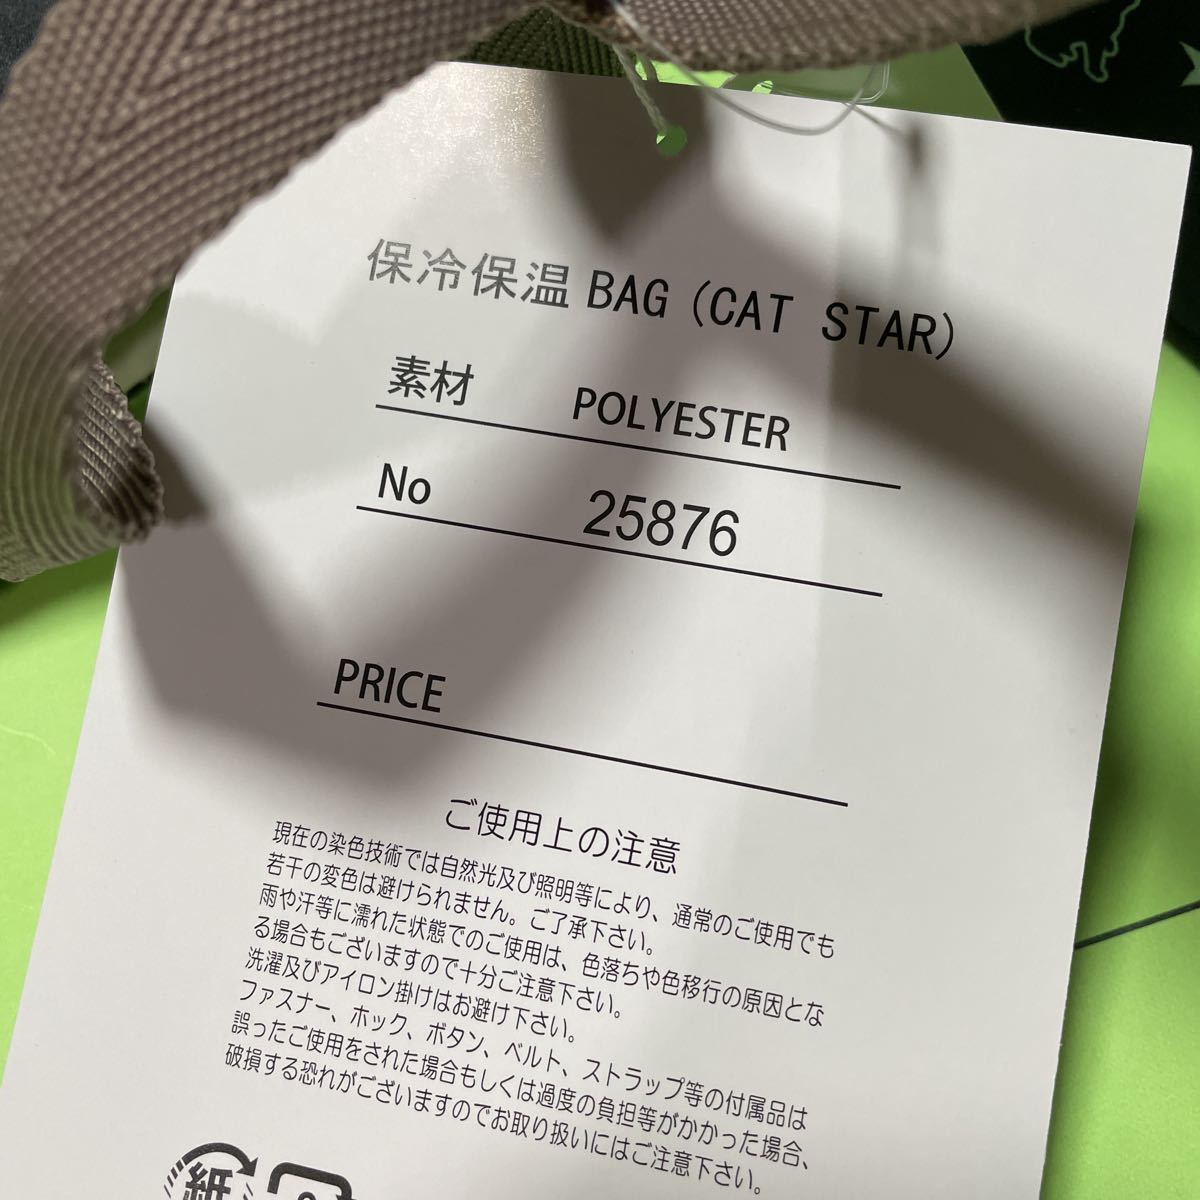 保冷保温 BAG (CAT STAR)
素材 POLYESTER
No 25876
PRICE
ご使用上の注意
現在の染色技術では自然光及び照明等により、通常のご使用でも
若干の変色は避けられません。ご了承下さい。
雨や汗等に濡れた状態でのご使用は、色落ちや色移行の原因とな
る場合もございますので十分ご注意下さい。
洗濯及びアイロン掛けはお避け下さい。
ファスナー、ホック、ボタン、ベルト、ストラップ等の付属品は
誤ったご使用をされた場合もしくは過度の負担等がかかった場合、
破損する恐れがございますのでお取り扱いにはご注意下さい。
紙